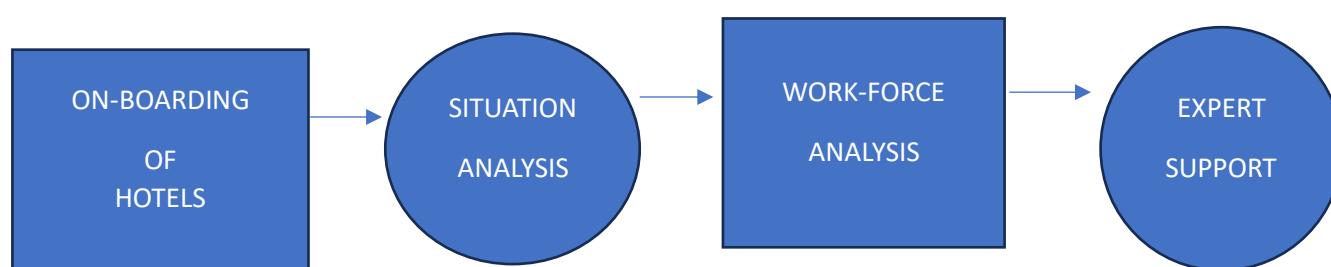 ON-BOARDING
OF
HOTELS
SITUATION
ANALYSIS
WORK-FORCE
ANALYSIS
EXPERT
SUPPORT